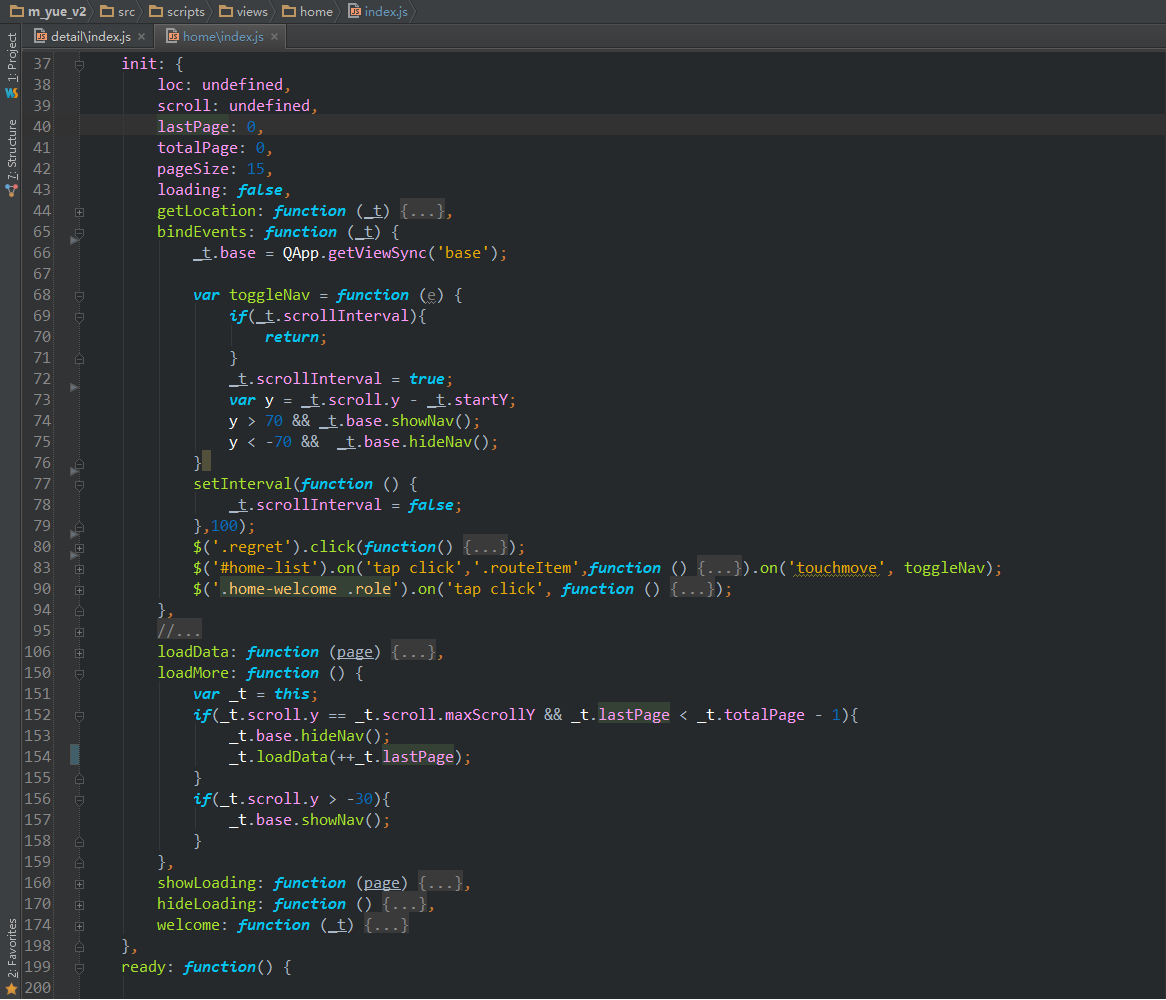 m_yue_v2 src scripts views home index.js
detail\index.js × home\index.js ×
1: Project
7: Structure
2: Favorites
37 init: {
38 loc: undefined,
39 scroll: undefined,
40 lastPage: 0,
41 totalPage: 0,
42 pageSize: 15,
43 loading: false,
44 getLocation: function (_t) {...},
65 bindEvents: function (_t) {
66 _t.base = QApp.getViewSync('base');
67
68 var toggleNav = function (e) {
69 if(_t.scrollInterval){
70 return;
71 }
72 _t.scrollInterval = true;
73 var y = _t.scroll.y - _t.startY;
74 y > 70 && _t.base.showNav();
75 y < -70 &&  _t.base.hideNav();
76 }
77 setInterval(function () {
78 _t.scrollInterval = false;
79 },100);
80 $('.regret').click(function() {...});
83 $('#home-list').on('tap click','.routeItem',function () {...}).on('touchmove', toggleNav);
90 $('.home-welcome .role').on('tap click', function () {...});
94 },
95 //...
106 loadData: function (page) {...},
150 loadMore: function () {
151 var _t = this;
152 if(_t.scroll.y == _t.scroll.maxScrollY && _t.lastPage < _t.totalPage - 1){
153 _t.base.hideNav();
154 _t.loadData(++_t.lastPage);
155 }
156 if(_t.scroll.y > -30){
157 _t.base.showNav();
158 }
159 },
160 showLoading: function (page) {...},
170 hideLoading: function () {...},
174 welcome: function (_t) {...}
198 },
199 ready: function() {
200